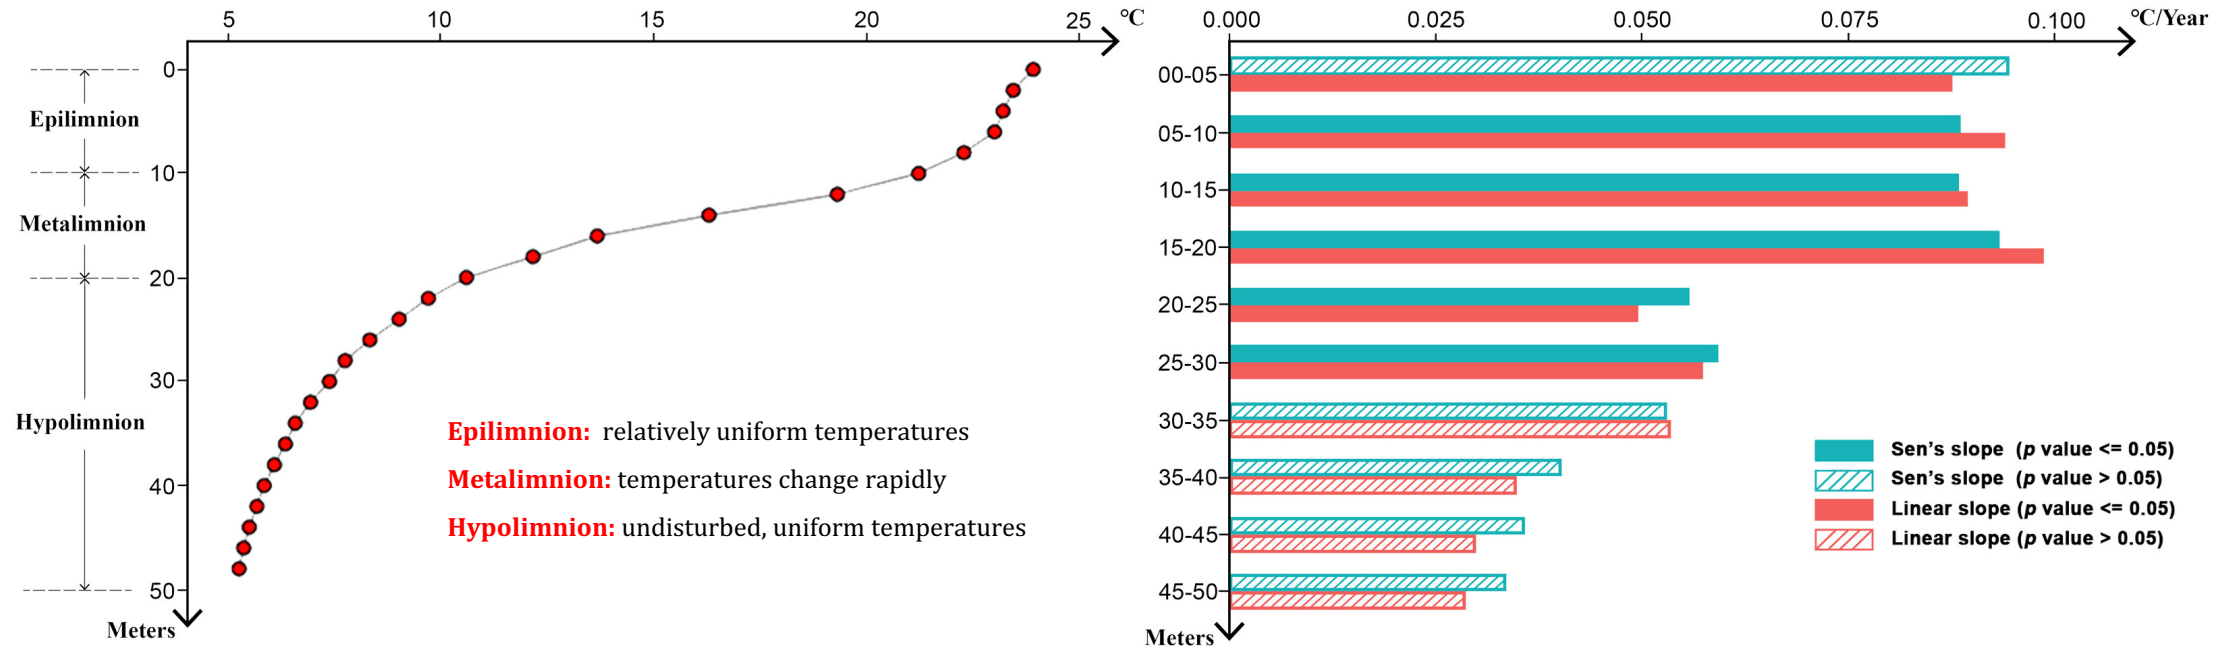 5 10 15 20 25 °C
0
10
20
30
40
50
Meters
Epilimnion
Metalimnion
Hypolimnion
Epilimnion: relatively uniform temperatures
Metalimnion: temperatures change rapidly
Hypolimnion: undisturbed, uniform temperatures
0.000 0.025 0.050 0.075 0.100 °C/Year
00-05
05-10
10-15
15-20
20-25
25-30
30-35
35-40
40-45
45-50
Meters
Sen's slope (p value <= 0.05)
Sen's slope (p value > 0.05)
Linear slope (p value <= 0.05)
Linear slope (p value > 0.05)